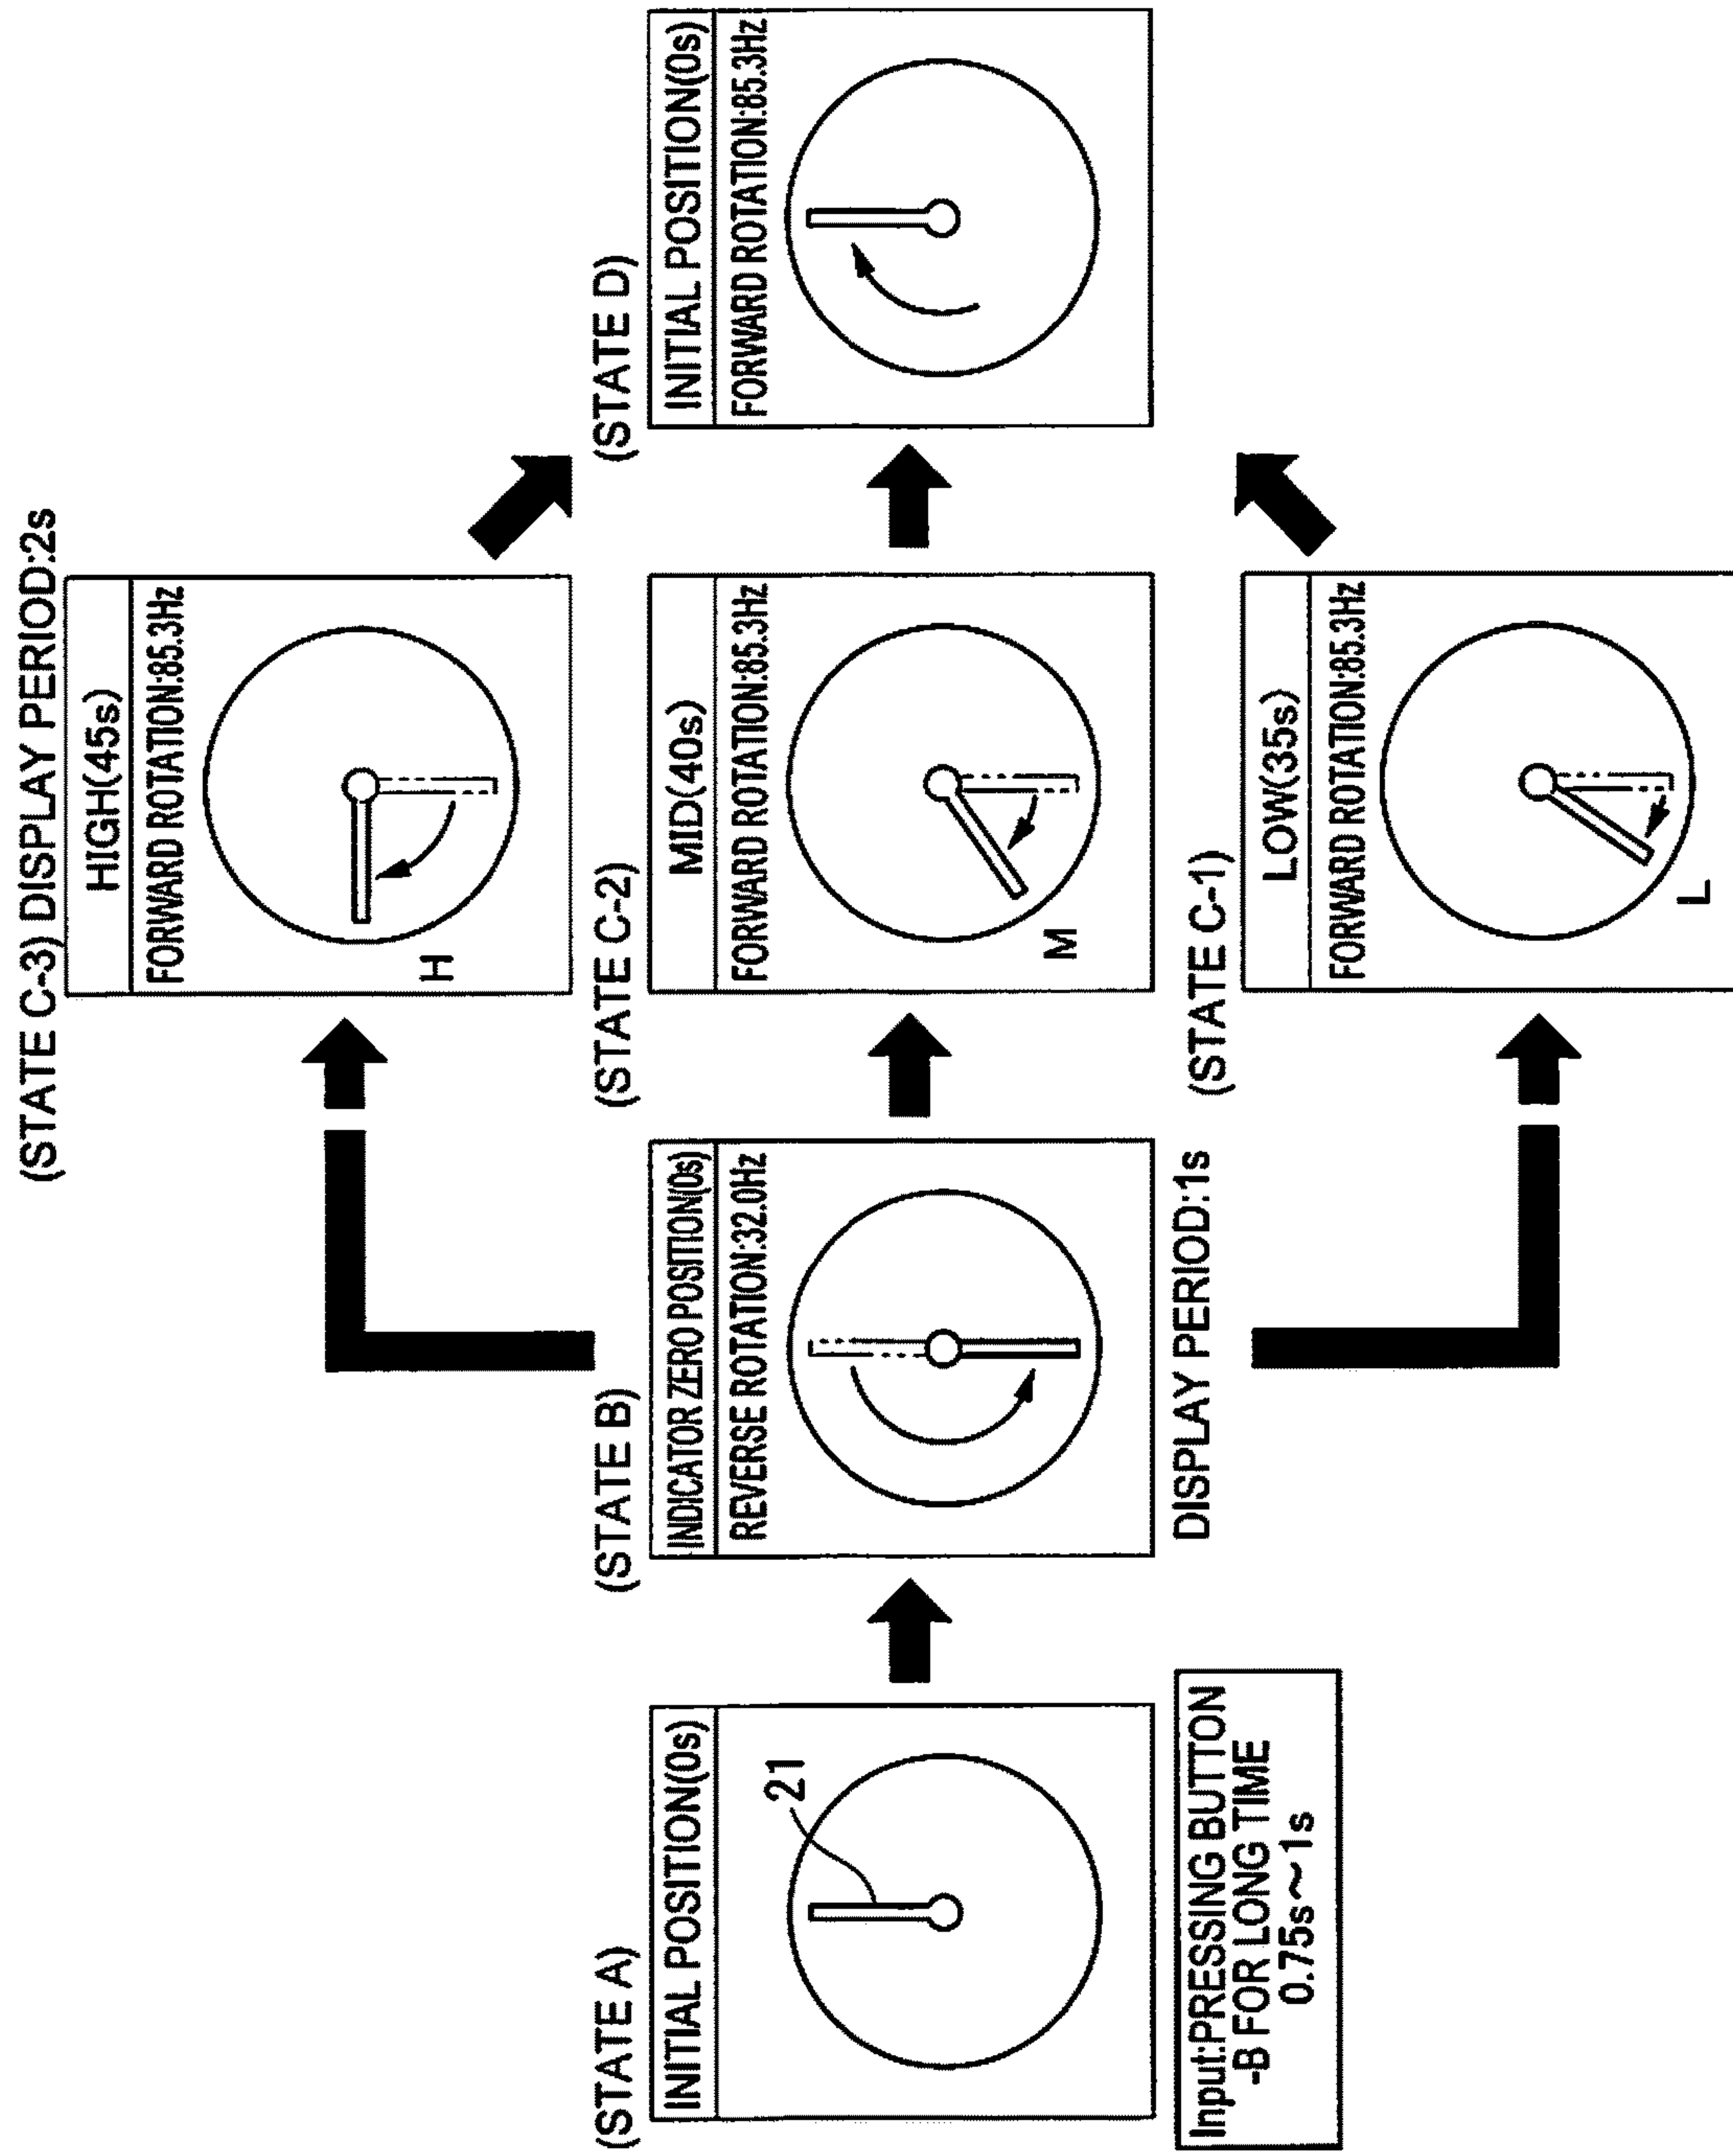 (STATE A)
INITIAL POSITION(0s)
21
Input:PRESSING BUTTON
-B FOR LONG TIME
0.75s~1s
(STATE B)
INDICATOR ZERO POSITION(0s)
REVERSE ROTATION:32.0Hz
DISPLAY PERIOD:1s
(STATE C-3) DISPLAY PERIOD:2s
HIGH(45s)
FORWARD ROTATION:85.3Hz
H
(STATE C-2)
MID(40s)
FORWARD ROTATION:85.3Hz
M
(STATE C-1)
LOW(35s)
FORWARD ROTATION:85.3Hz
L
(STATE D)
INITIAL POSITION(0s)
FORWARD ROTATION:85.3Hz